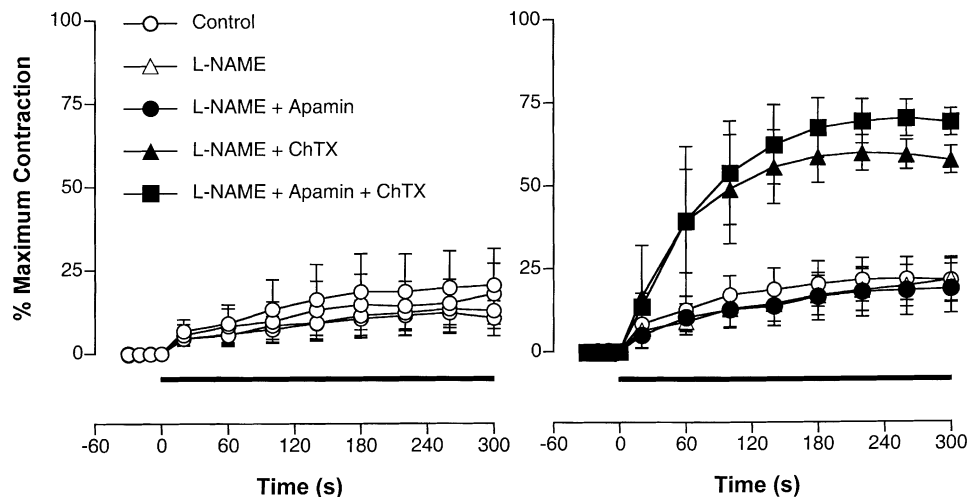 % Maximum Contraction
100
75
50
25
0
Control
L-NAME
L-NAME + Apamin
L-NAME + ChTX
L-NAME + Apamin + ChTX
-60 0 60 120 180 240 300
Time (s)
100
75
50
25
0
-60 0 60 120 180 240 300
Time (s)